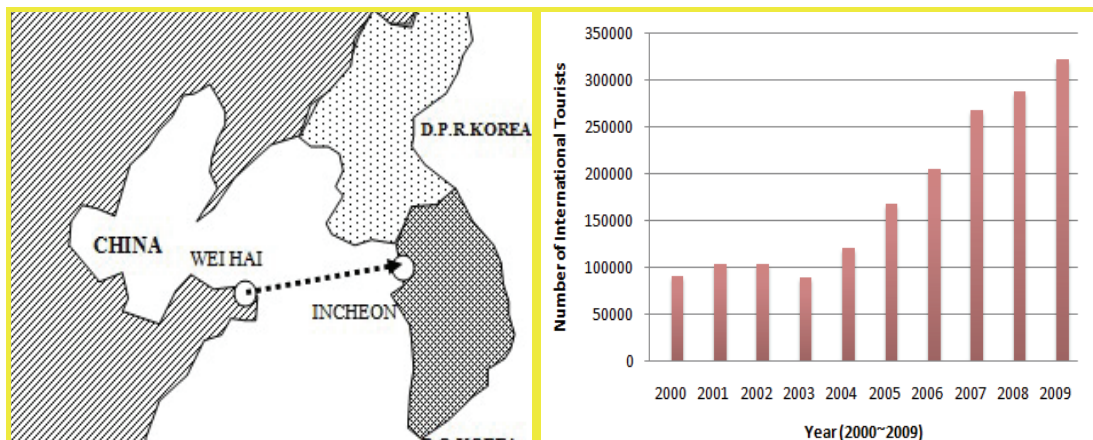 D.P.R.KOREA
CHINA
WEI HAI
INCHEON
Number of International Tourists
350000
300000
250000
200000
150000
100000
50000
0
2000 2001 2002 2003 2004 2005 2006 2007 2008 2009
Year (2000~2009)